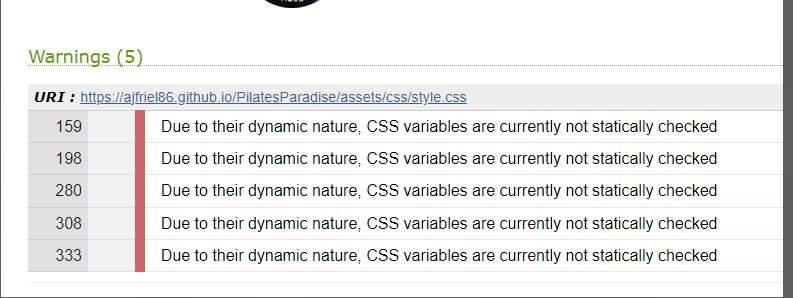 Warnings (5)
URI : https://ajfriel86.github.io/PilatesParadise/assets/css/style.css
159 Due to their dynamic nature, CSS variables are currently not statically checked
198 Due to their dynamic nature, CSS variables are currently not statically checked
280 Due to their dynamic nature, CSS variables are currently not statically checked
308 Due to their dynamic nature, CSS variables are currently not statically checked
333 Due to their dynamic nature, CSS variables are currently not statically checked